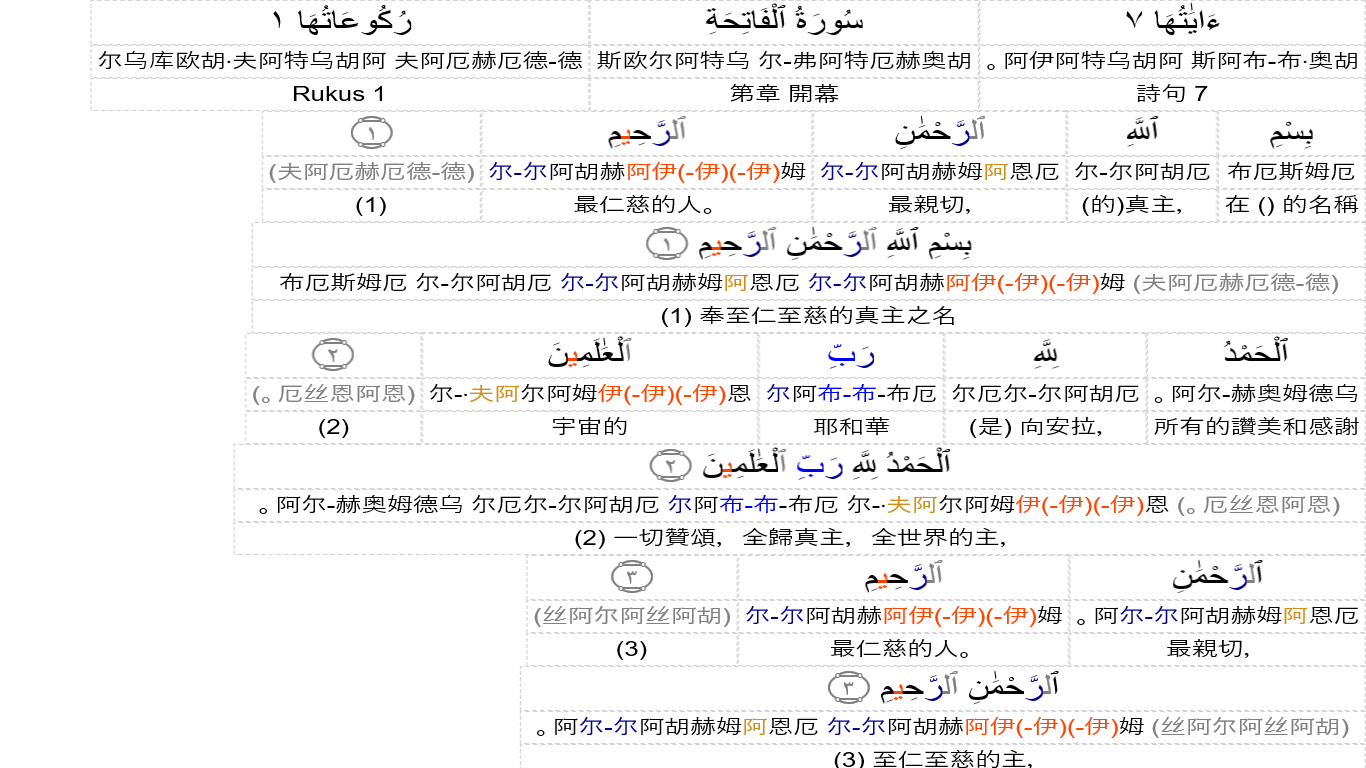 ءَايَٰتُهَا ٧ سُورَةُ ٱلْفَاتِحَةِ رُكُوعَاتُهَا ١
。阿伊阿特乌胡阿 斯阿布-布·奥胡 斯欧尔阿特乌 尔-弗阿特厄赫奥胡 尔乌库欧胡·夫阿特乌胡阿 夫阿厄赫厄德-德
詩句 7 第章 開幕 Rukus 1
بِسْمِ ٱللَّهِ ٱلرَّحْمَٰنِ ٱلرَّحِيمِ ١
布厄斯姆厄 尔-尔阿胡厄 尔-尔阿胡赫姆阿恩厄 尔-尔阿胡赫阿伊(-伊)(-伊)姆 (夫阿厄赫厄德-德)
在 () 的名稱 (的)真主, 最親切, 最仁慈的人。 (1)
بِسْمِ ٱللَّهِ ٱلرَّحْمَٰنِ ٱلرَّحِيمِ ١
布厄斯姆厄 尔-尔阿胡厄 尔-尔阿胡赫姆阿恩厄 尔-尔阿胡赫阿伊(-伊)(-伊)姆 (夫阿厄赫厄德-德)
(1) 奉至仁至慈的真主之名
ٱلْحَمْدُ لِلَّهِ رَبِّ ٱلْعَٰلَمِينَ ٢
。阿尔-赫奥姆德乌 尔厄尔-尔阿胡厄 尔阿布-布-布厄 尔-·夫阿尔阿姆伊(-伊)(-伊)恩 (。厄丝恩阿恩)
所有的讚美和感謝 (是) 向安拉, 耶和華 宇宙的 (2)
ٱلْحَمْدُ لِلَّهِ رَبِّ ٱلْعَٰلَمِينَ ٢
。阿尔-赫奥姆德乌 尔厄尔-尔阿胡厄 尔阿布-布-布厄 尔-·夫阿尔阿姆伊(-伊)(-伊)恩 (。厄丝恩阿恩)
(2) 一切贊頌, 全歸真主, 全世界的主,
ٱلرَّحْمَٰنِ ٱلرَّحِيمِ ٣
。阿尔-尔阿胡赫姆阿恩厄 尔-尔阿胡赫阿伊(-伊)(-伊)姆 (丝阿尔阿丝阿胡)
最親切, 最仁慈的人。 (3)
ٱلرَّحْمَٰنِ ٱلرَّحِيمِ ٣
。阿尔-尔阿胡赫姆阿恩厄 尔-尔阿胡赫阿伊(-伊)(-伊)姆 (丝阿尔阿丝阿胡)
(3) 至仁至慈的主,